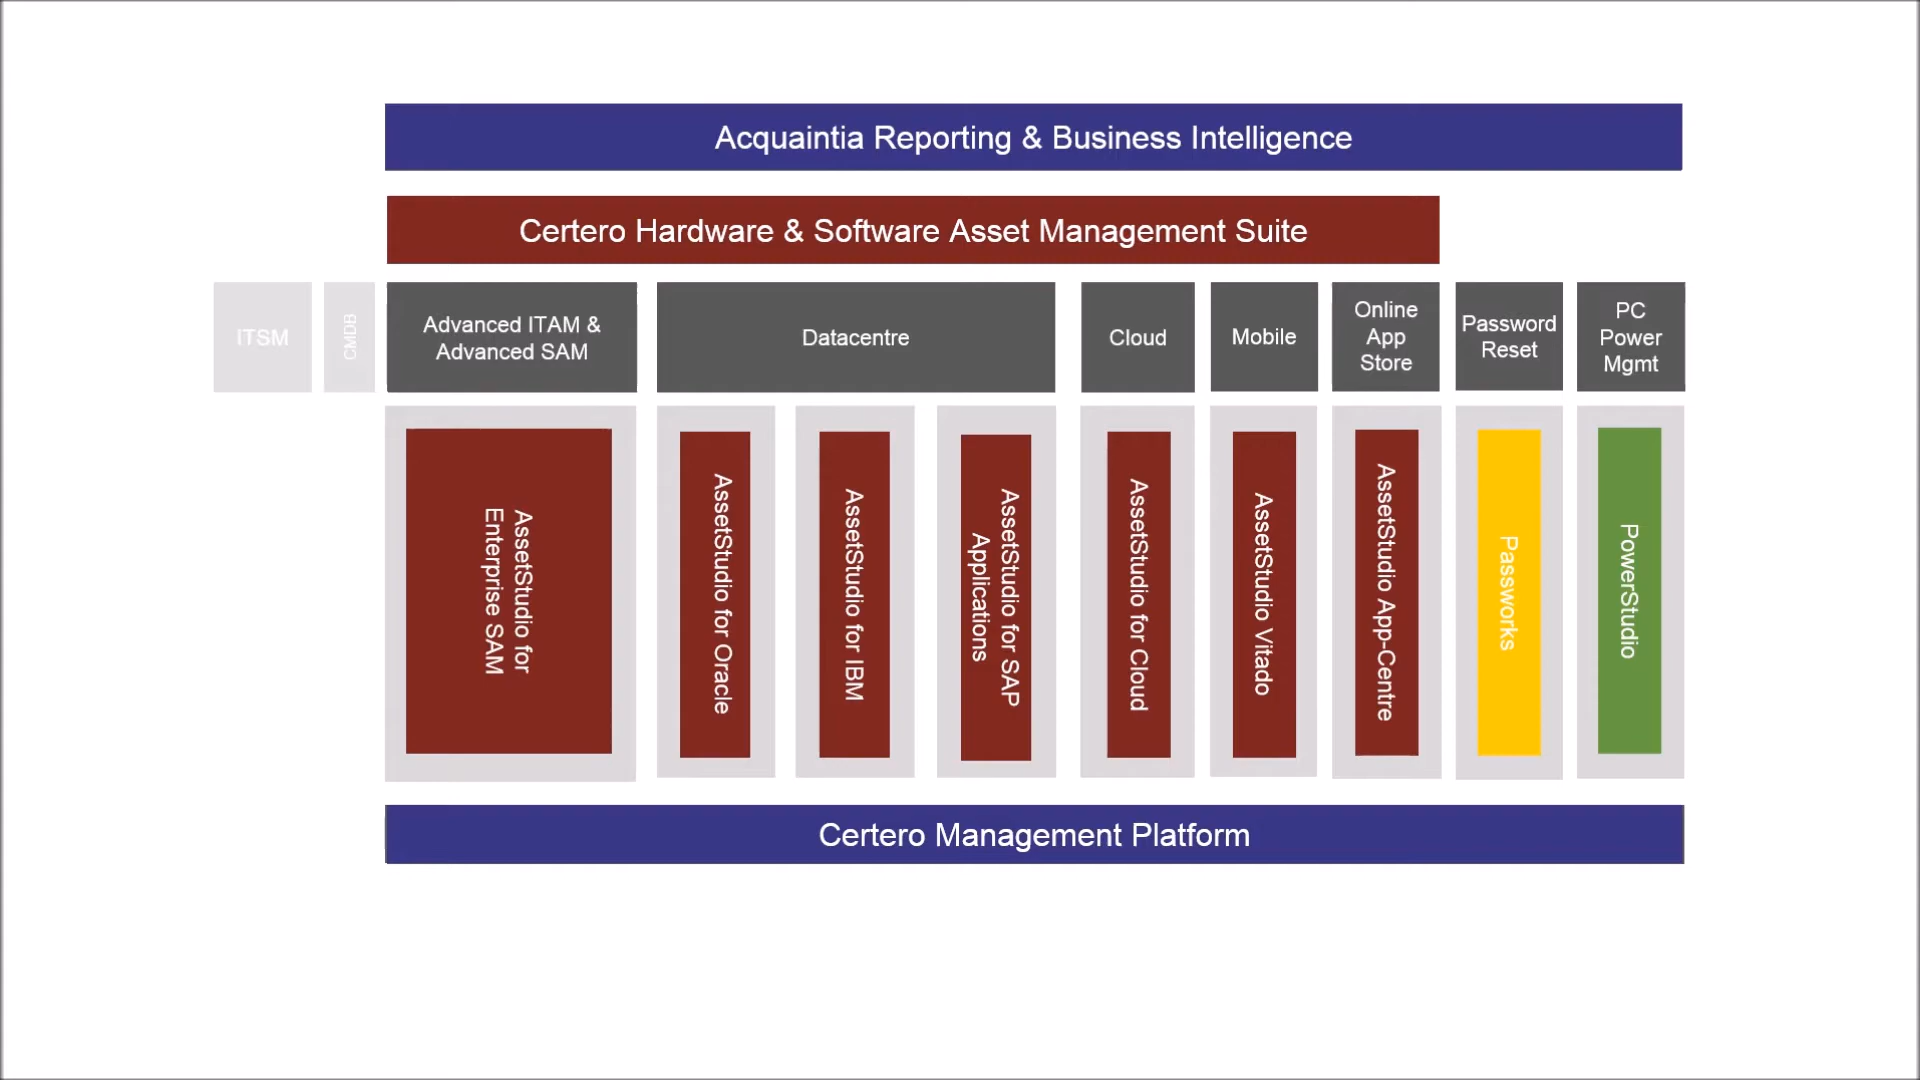 Acquaintia Reporting & Business Intelligence
Certero Hardware & Software Asset Management Suite
ITSM
CMDB
Advanced ITAM &
Advanced SAM
Datacentre
Cloud
Mobile
Online
App
Store
Password
Reset
PC
Power
Mgmt
AssetStudio for
Enterprise SAM
AssetStudio for Oracle
AssetStudio for IBM
AssetStudio for SAP
Applications
AssetStudio for Cloud
AssetStudio Vitado
AssetStudio App-Centre
Passworks
PowerStudio
Certero Management Platform